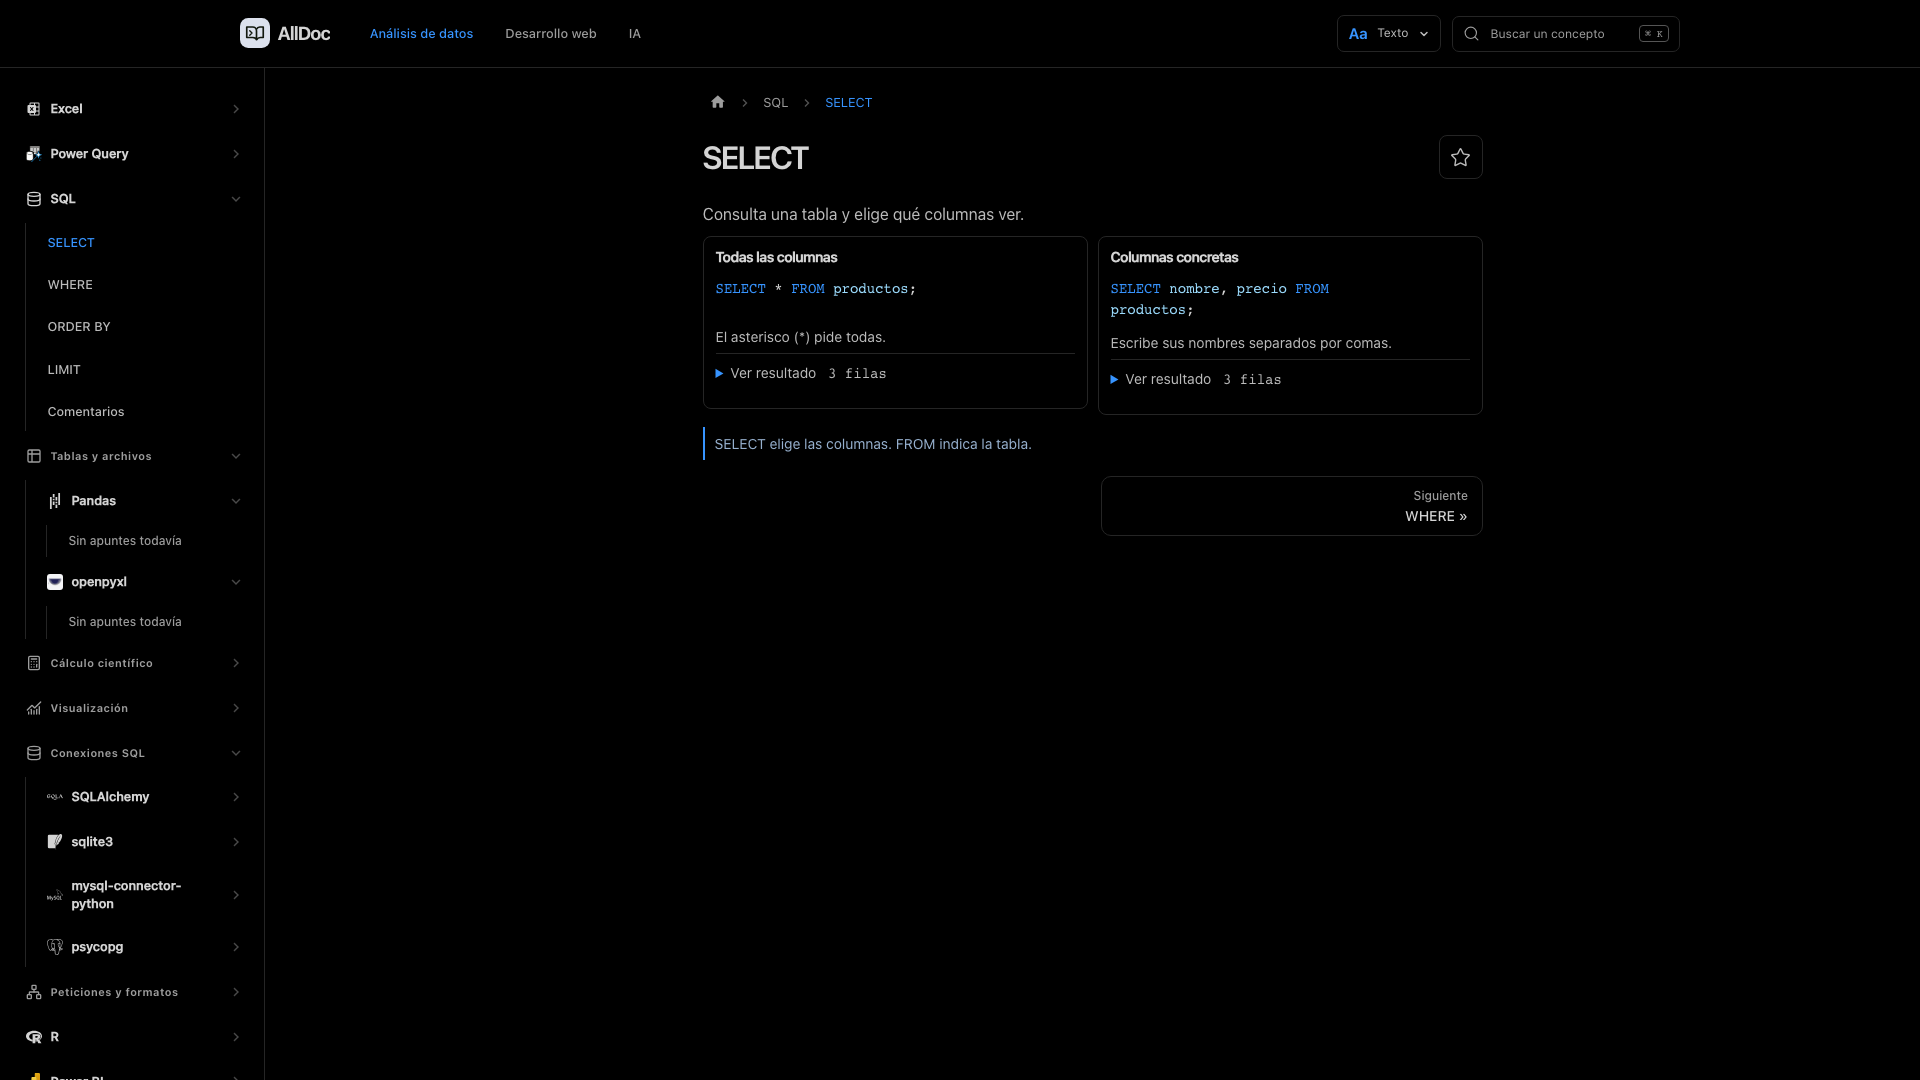 AllDoc
Análisis de datos
Desarrollo web
IA
Aa Texto
Buscar un concepto
⌘ K
Excel
Power Query
SQL
SELECT
WHERE
ORDER BY
LIMIT
Comentarios
Tablas y archivos
Pandas
Sin apuntes todavía
openpyxl
Sin apuntes todavía
Cálculo científico
Visualización
Conexiones SQL
SQLAlchemy
sqlite3
mysql-connector-
python
psycopg
Peticiones y formatos
R
Power BI
SQL
SELECT
SELECT
Consulta una tabla y elige qué columnas ver.
Todas las columnas
SELECT * FROM productos;
El asterisco (*) pide todas.
Ver resultado 3 filas
Columnas concretas
SELECT nombre, precio FROM
productos;
Escribe sus nombres separados por comas.
Ver resultado 3 filas
SELECT elige las columnas. FROM indica la tabla.
Siguiente
WHERE »